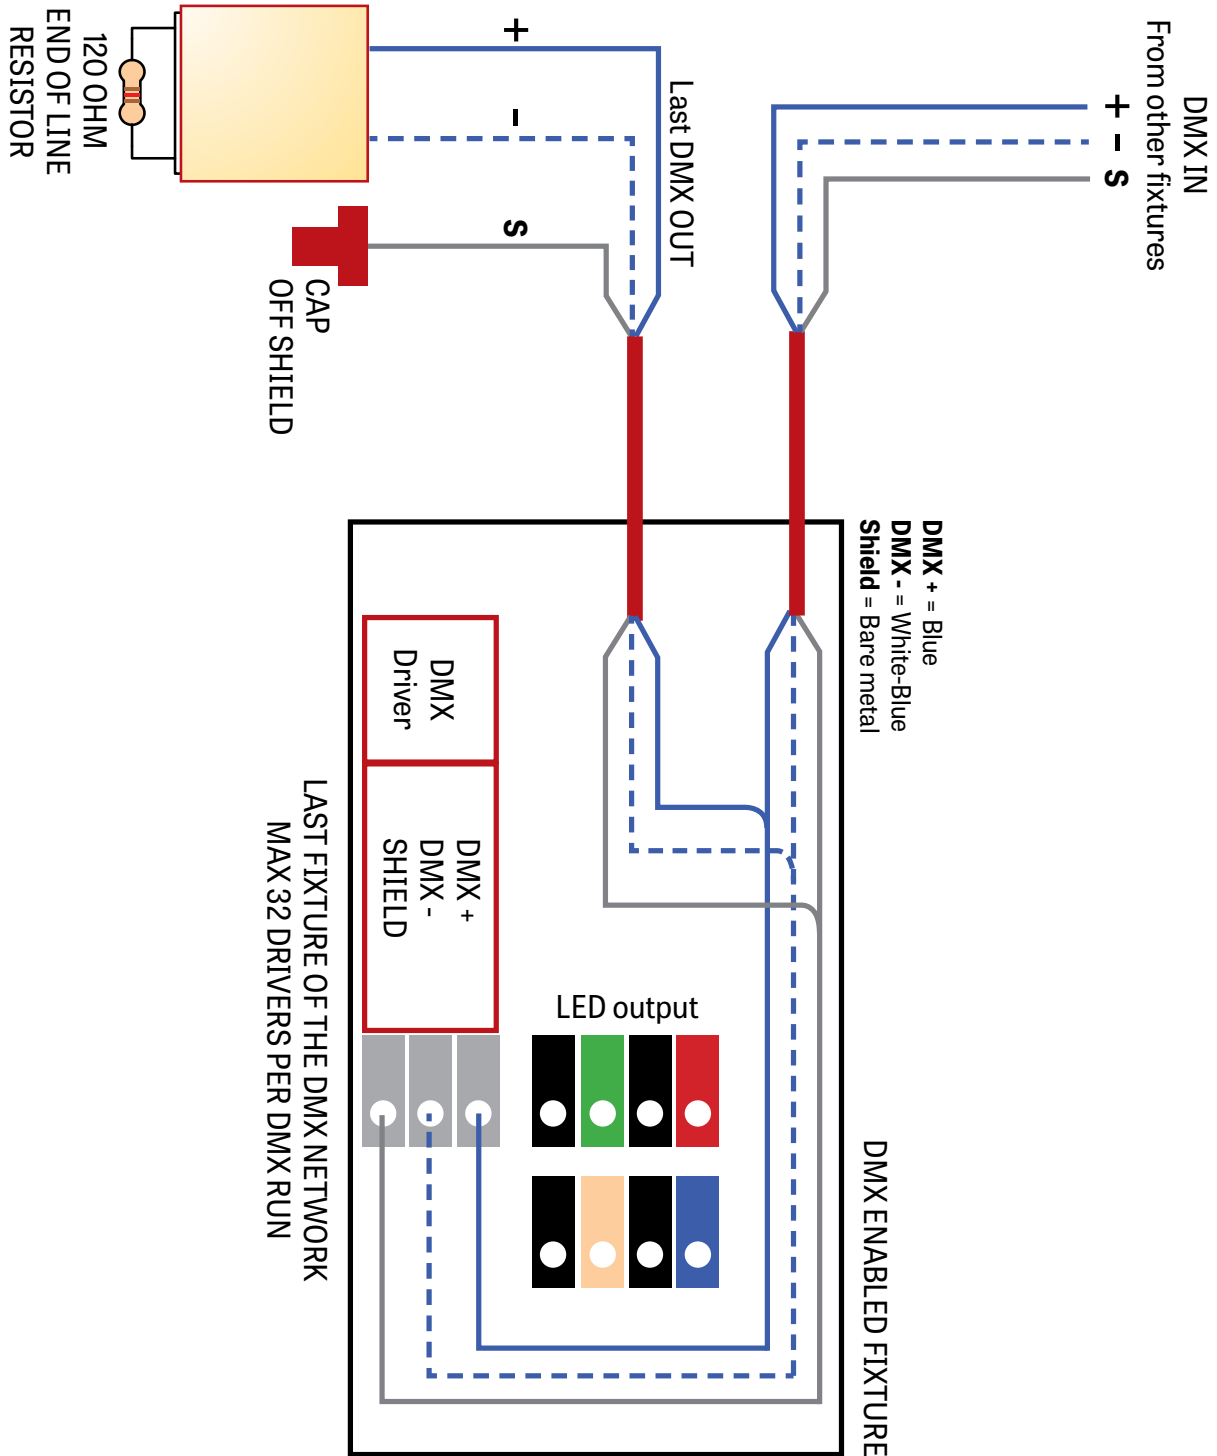 DMX IN
From other fixtures
+
-
S
Last DMX OUT
+
-
S
120 OHM
END OF LINE
RESISTOR
CAP
OFF SHIELD
DMX + = Blue
DMX - = White-Blue
Shield = Bare metal
DMX ENABLED FIXTURE
DMX
Driver
DMX +
DMX -
SHIELD
LED output
LAST FIXTURE OF THE DMX NETWORK
MAX 32 DRIVERS PER DMX RUN